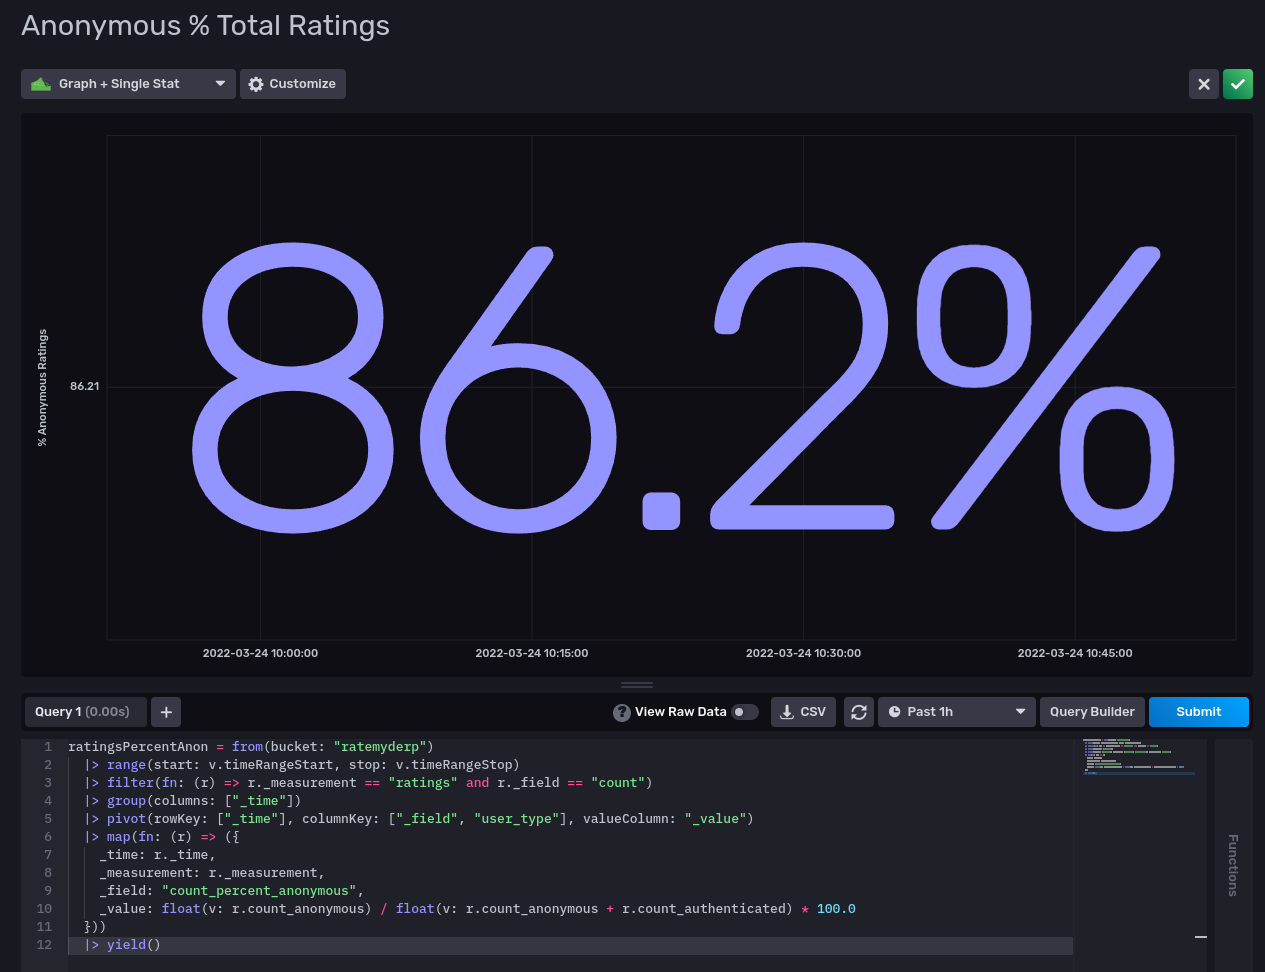 Anonymous % Total Ratings
Graph + Single Stat
Customize
% Anonymous Ratings
86.21
86.2%
2022-03-24 10:00:00 2022-03-24 10:15:00 2022-03-24 10:30:00 2022-03-24 10:45:00
Query 1 (0.00s) + ? View Raw Data CSV Past 1h Query Builder Submit
1 ratingsPercentAnon = from(bucket: "ratemyderp")
2   |> range(start: v.timeRangeStart, stop: v.timeRangeStop)
3   |> filter(fn: (r) => r._measurement == "ratings" and r._field == "count")
4   |> group(columns: ["_time"])
5   |> pivot(rowKey: ["_time"], columnKey: ["_field", "user_type"], valueColumn: "_value")
6   |> map(fn: (r) => ({
7     _time: r._time,
8     _measurement: r._measurement,
9     _field: "count_percent_anonymous",
10     _value: float(v: r.count_anonymous) / float(v: r.count_anonymous + r.count_authenticated) * 100.0
11   }))
12   |> yield()
Functions